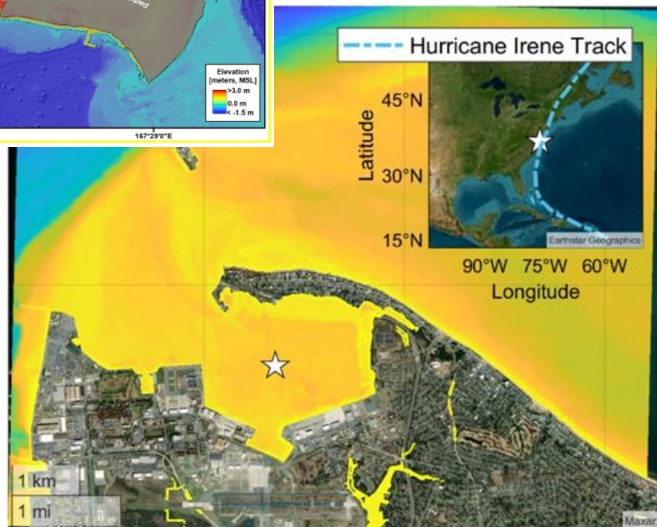 Elevation
[meters, MSL]
>3.0 m
0.0 m
< -1.5 m
167°29'0"E
Hurricane Irene Track
45°N
30°N
15°N
Latitude
Earthstar Geographics
90°W 75°W 60°W
Longitude
1 km
1 mi
Maxar